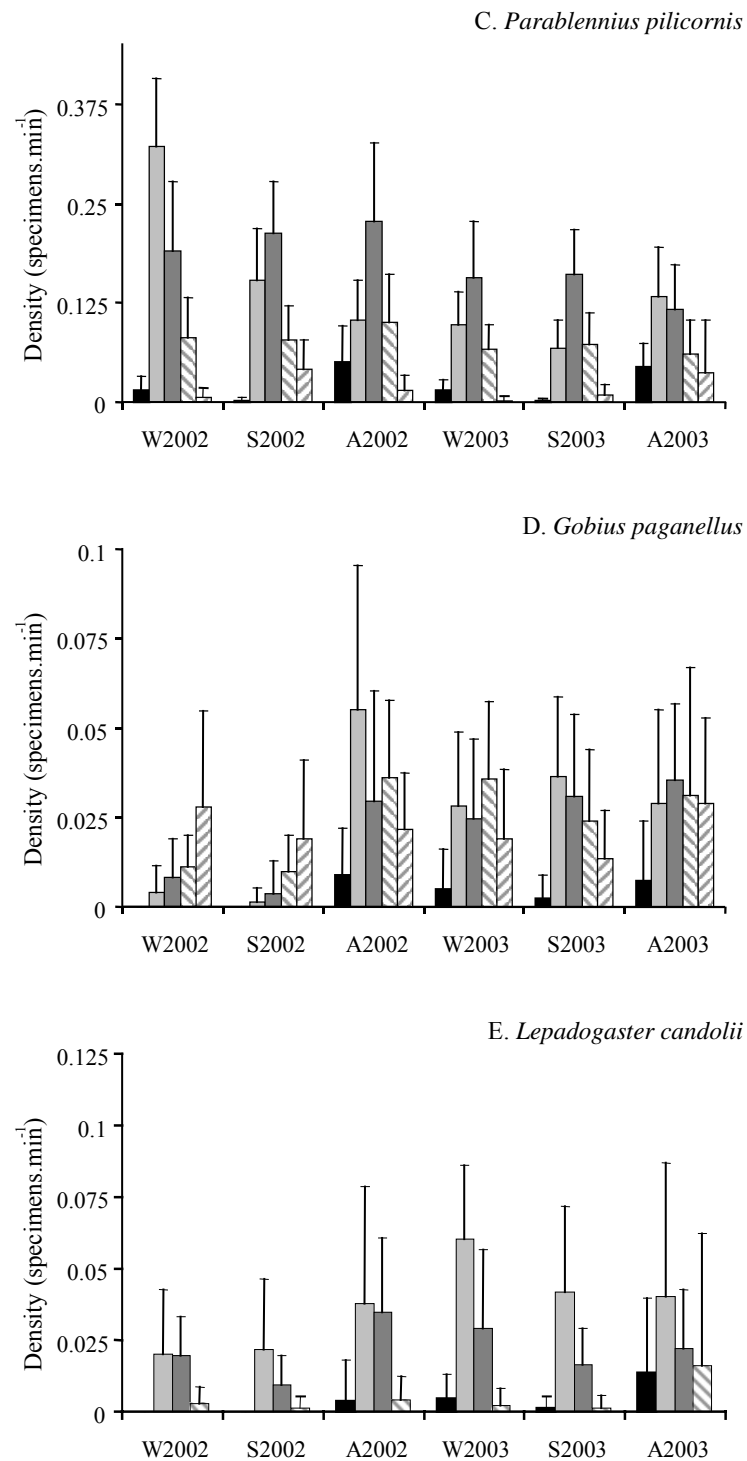 C. Parablennius pilicornis
Density (specimens.min-1)
0.375
0.25
0.125
0
W2002 S2002 A2002 W2003 S2003 A2003
D. Gobius paganellus
Density (specimens.min-1)
0.1
0.075
0.05
0.025
0
W2002 S2002 A2002 W2003 S2003 A2003
E. Lepadogaster candolii
Density (specimens.min-1)
0.125
0.1
0.075
0.05
0.025
0
W2002 S2002 A2002 W2003 S2003 A2003